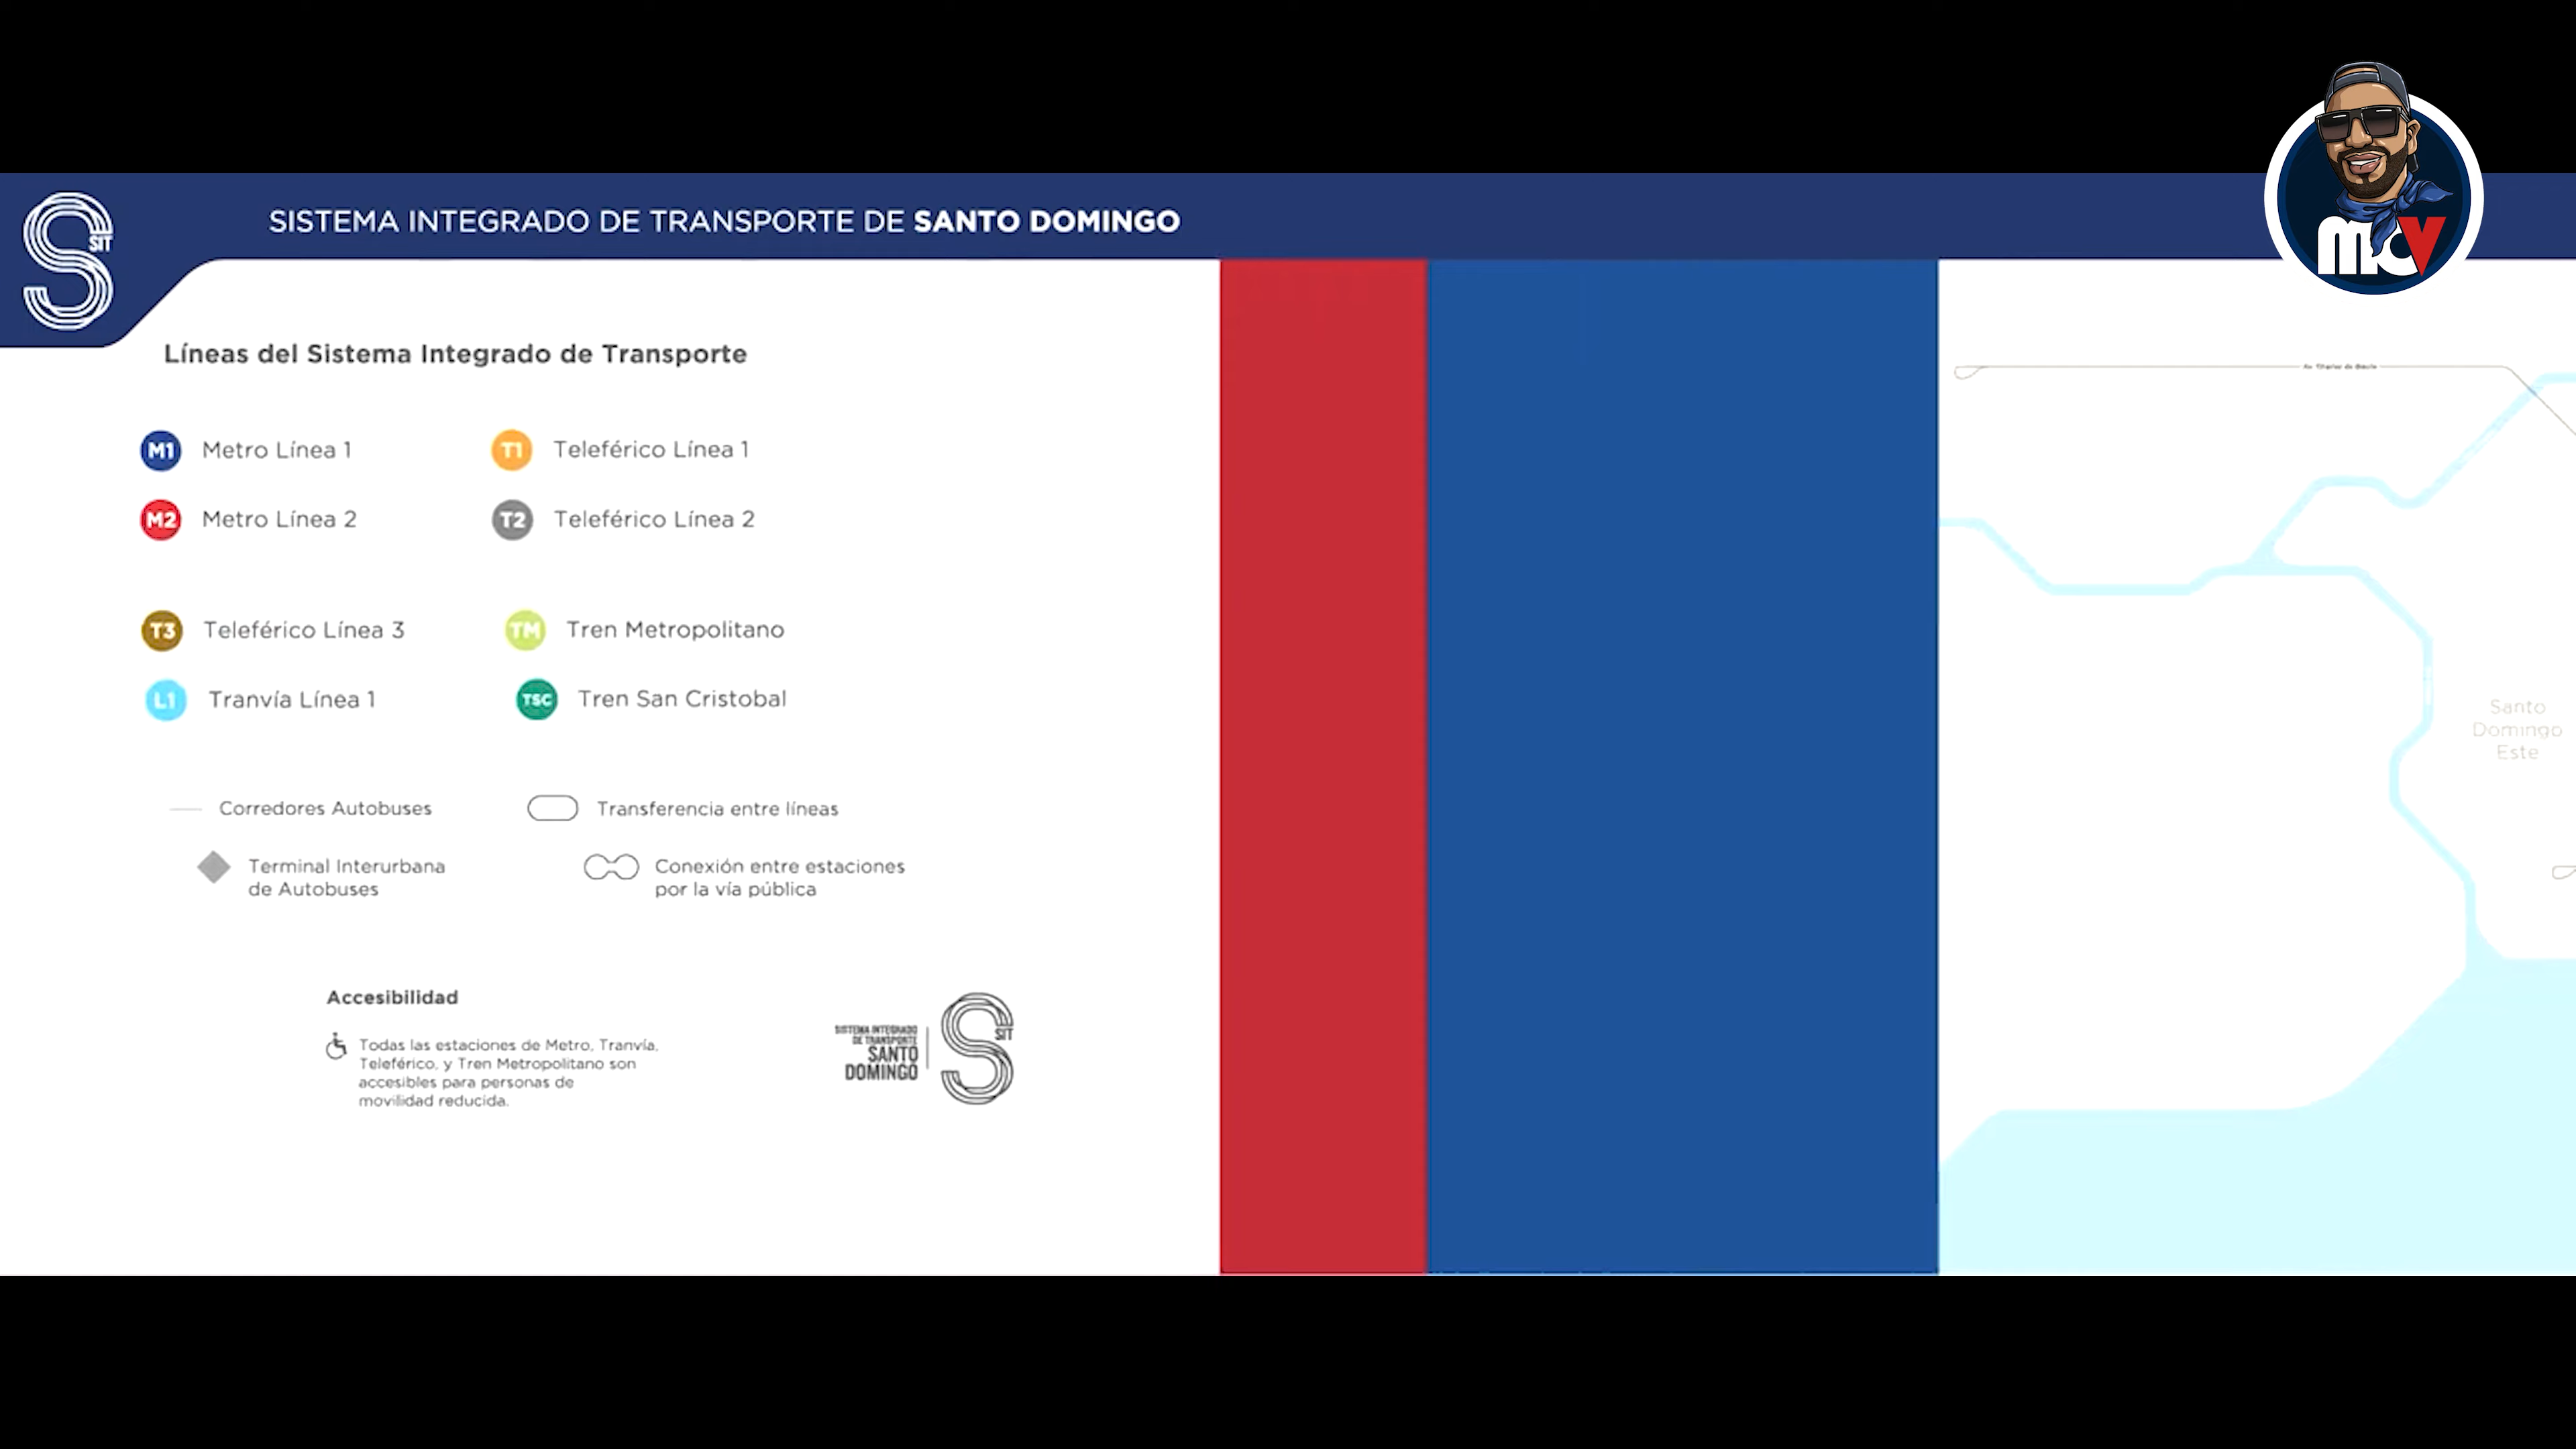 SIT
SISTEMA INTEGRADO DE TRANSPORTE DE SANTO DOMINGO
mcv
Líneas del Sistema Integrado de Transporte
M1 Metro Línea 1
T1 Teleférico Línea 1
M2 Metro Línea 2
T2 Teleférico Línea 2
T3 Teleférico Línea 3
TM Tren Metropolitano
L1 Tranvía Línea 1
TSC Tren San Cristobal
Corredores Autobuses
Transferencia entre líneas
Terminal Interurbana
de Autobuses
Conexión entre estaciones
por la vía pública
Accesibilidad
Todas las estaciones de Metro, Tranvía,
Teleférico, y Tren Metropolitano son
accesibles para personas de
movilidad reducida.
SISTEMA INTEGRADO
DE TRANSPORTE
SANTO
DOMINGO
SIT
Santo
Domingo
Este